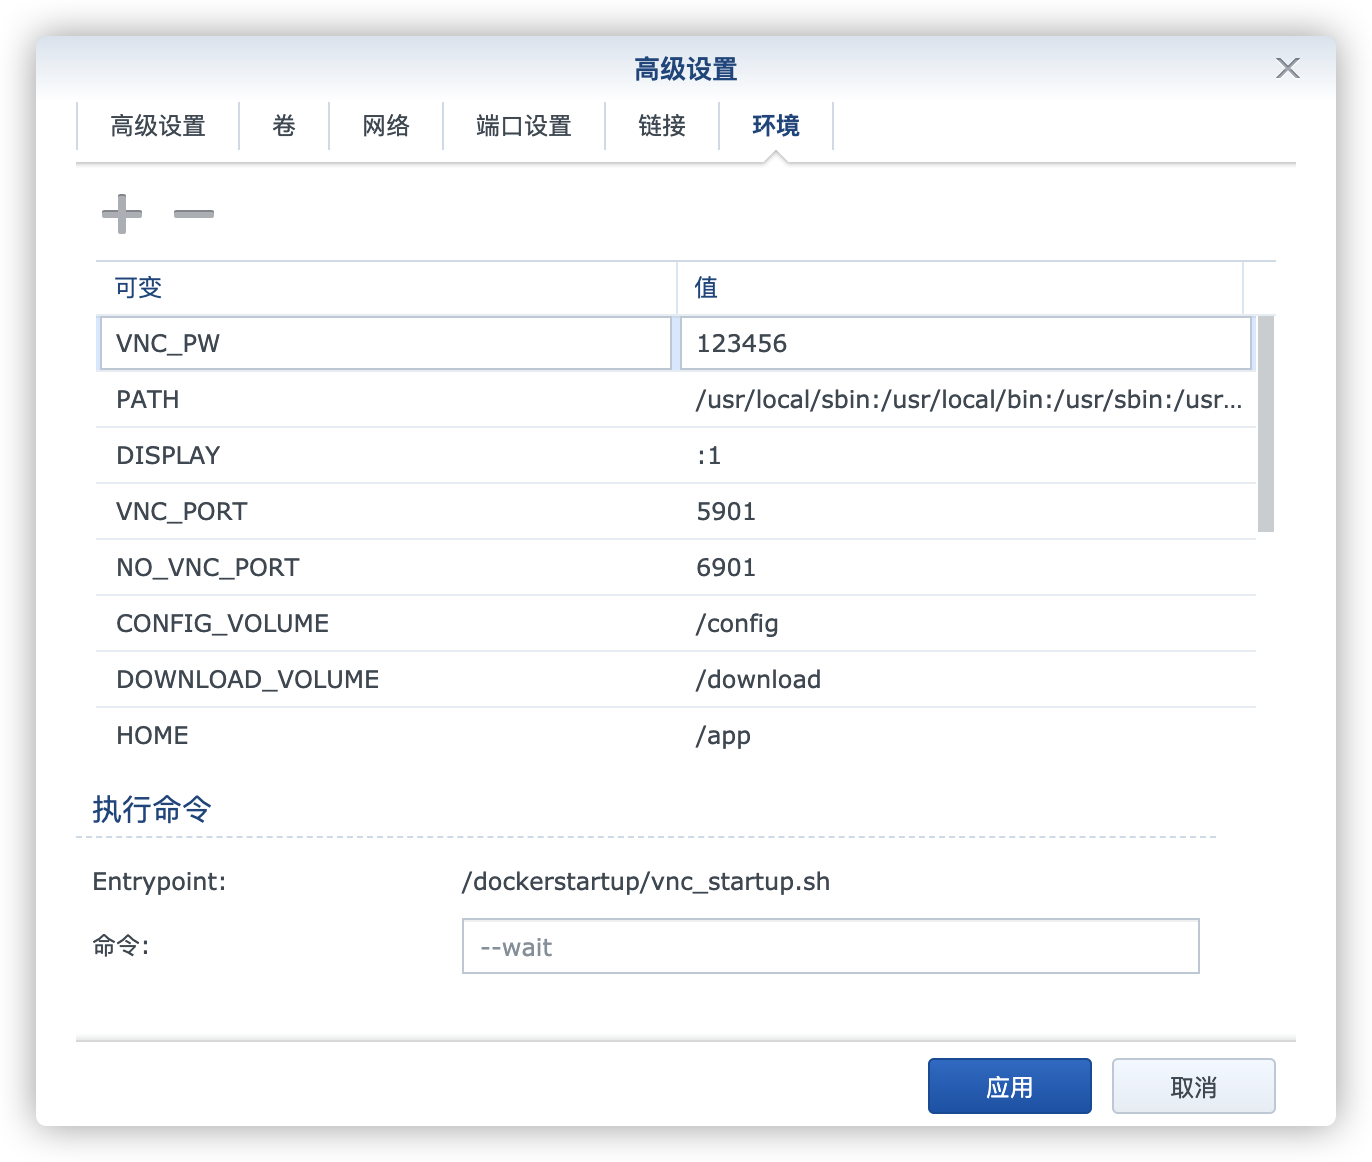 高级设置
高级设置 卷 网络 端口设置 链接 环境
可变 值
VNC_PW 123456
PATH /usr/local/sbin:/usr/local/bin:/usr/sbin:/usr...
DISPLAY :1
VNC_PORT 5901
NO_VNC_PORT 6901
CONFIG_VOLUME /config
DOWNLOAD_VOLUME /download
HOME /app
执行命令
Entrypoint: /dockerstartup/vnc_startup.sh
命令: --wait
应用 取消